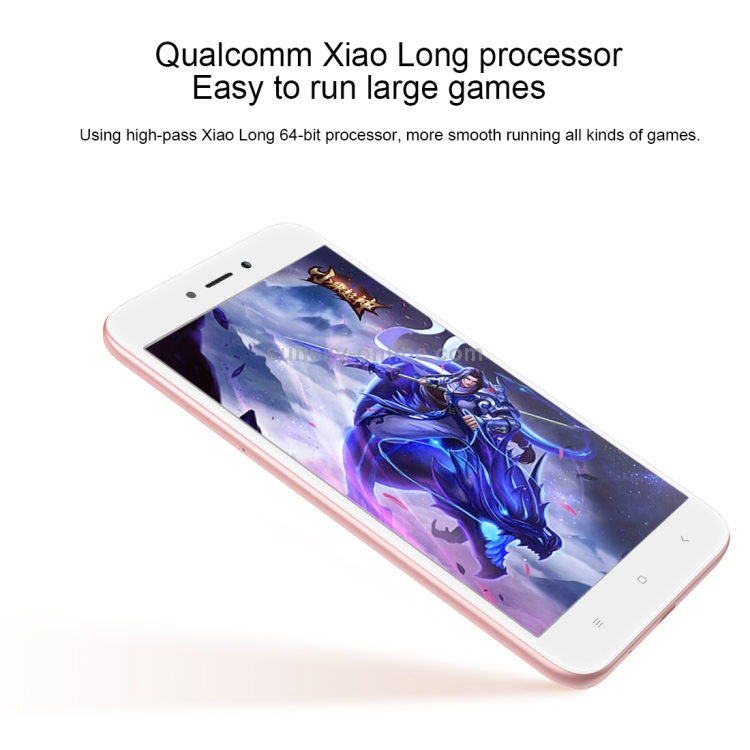 Qualcomm Xiao Long processor
Easy to run large games
Using high-pass Xiao Long 64-bit processor, more smooth running all kinds of games.